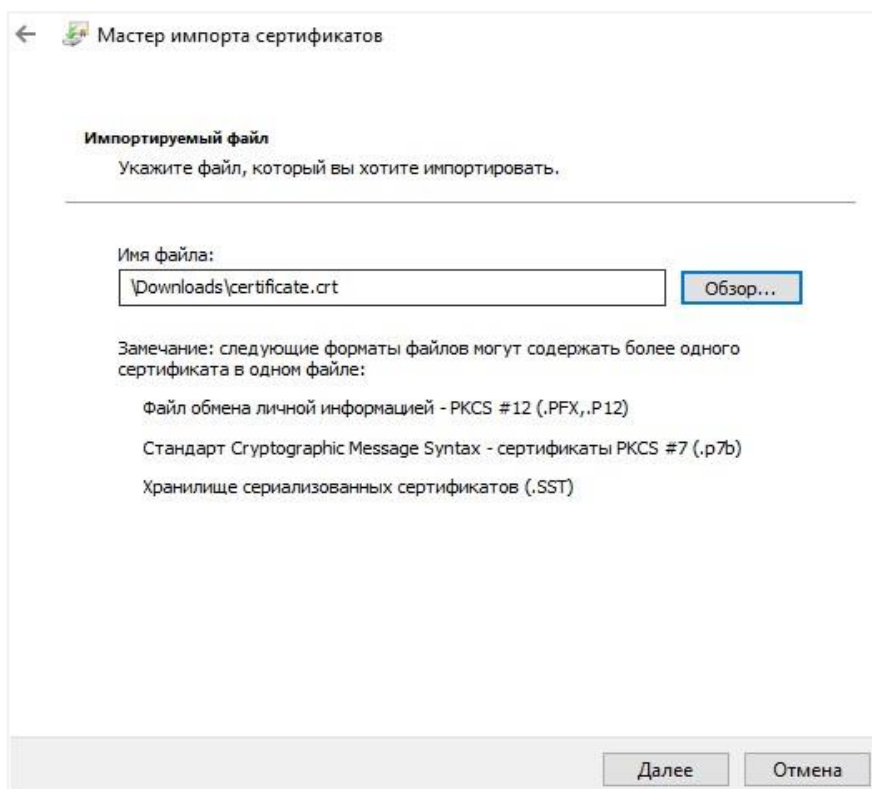 Мастер импорта сертификатов
Импортируемый файл
Укажите файл, который вы хотите импортировать.
Имя файла:
\Downloads\certificate.crt
Обзор...
Замечание: следующие форматы файлов могут содержать более одного
сертификата в одном файле:
Файл обмена личной информацией - PKCS #12 (.PFX,.P12)
Стандарт Cryptographic Message Syntax - сертификаты PKCS #7 (.p7b)
Хранилище сериализованных сертификатов (.SST)
Далее
Отмена